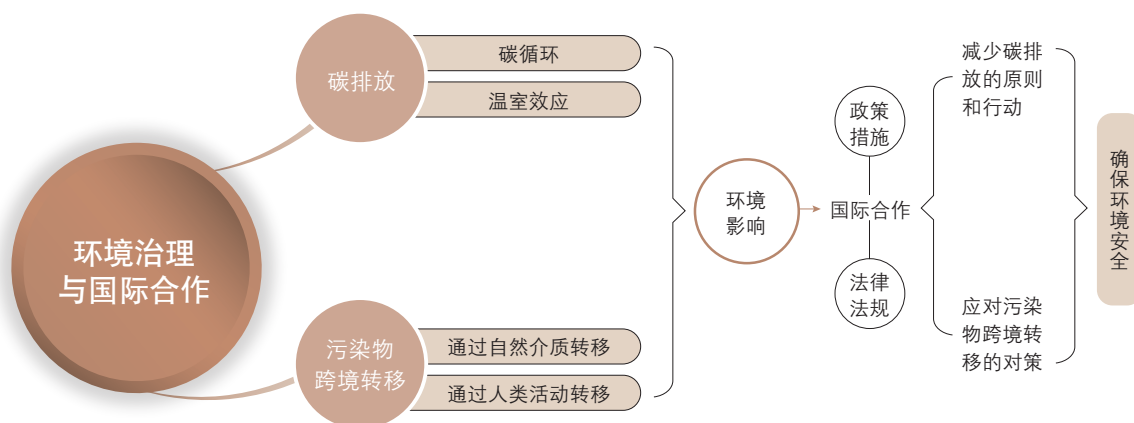 环境治理
与国际合作
碳排放
碳循环
温室效应
污染物
跨境转移
通过自然介质转移
通过人类活动转移
环境
影响
政策
措施
国际合作
法律
法规
减少碳排
放的原则
和行动
应对污染
物跨境转
移的对策
确保环境安全